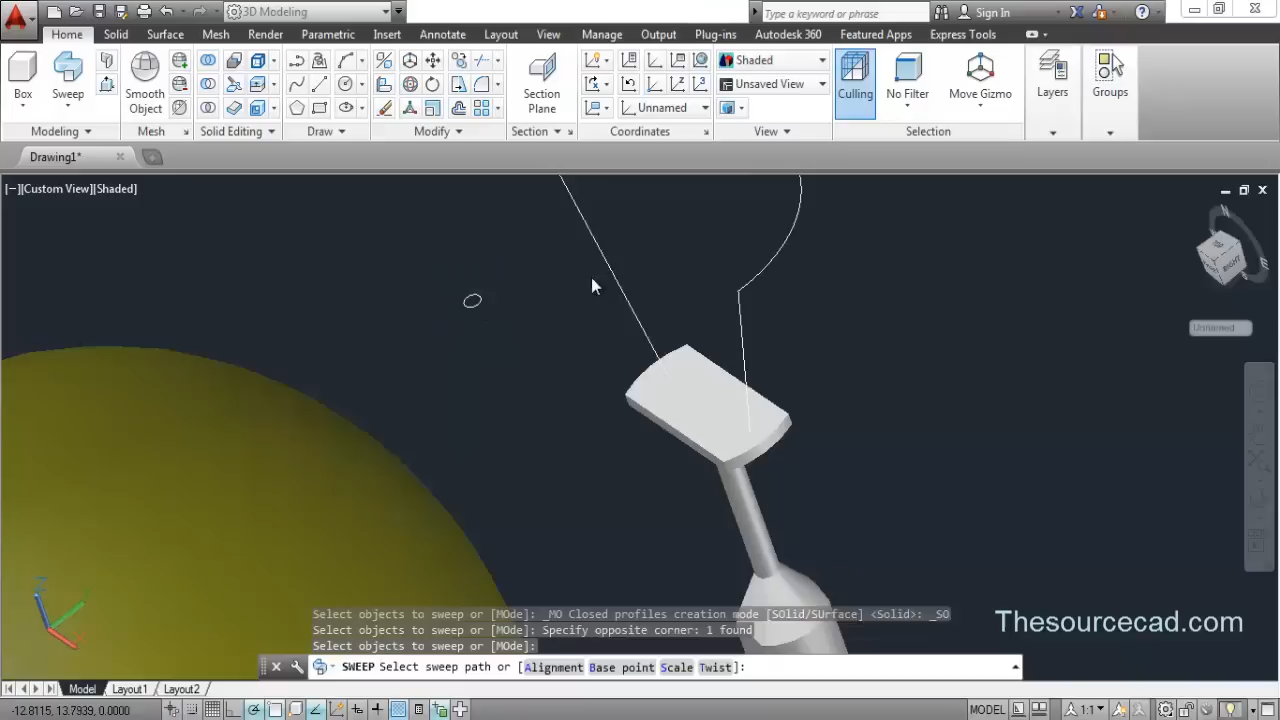 3D Modeling
Type a keyword or phrase
Sign In
Home Solid Surface Mesh Render Parametric Insert Annotate Layout View Manage Output Plug-ins Autodesk 360 Featured Apps Express Tools
Box
Sweep
Smooth
Object
Section
Plane
Shaded
Unsaved View
Unnamed
Culling
No Filter
Move Gizmo
Layers
Groups
Modeling
Mesh
Solid Editing
Draw
Modify
Section
Coordinates
View
Selection
Drawing1*
[−][Custom View][Shaded]
RIGHT
Unnamed
Select objects to sweep or [MOde]: _MO Closed profiles creation mode [SOlid/SUrface] <Solid>: _SO
Select objects to sweep or [MOde]: Specify opposite corner: 1 found
Select objects to sweep or [MOde]:
SWEEP Select sweep path or [Alignment Base point Scale Twist]:
Thesourcecad.com
Model Layout1 Layout2
-12.8115, 13.7939, 0.0000
MODEL
1:1